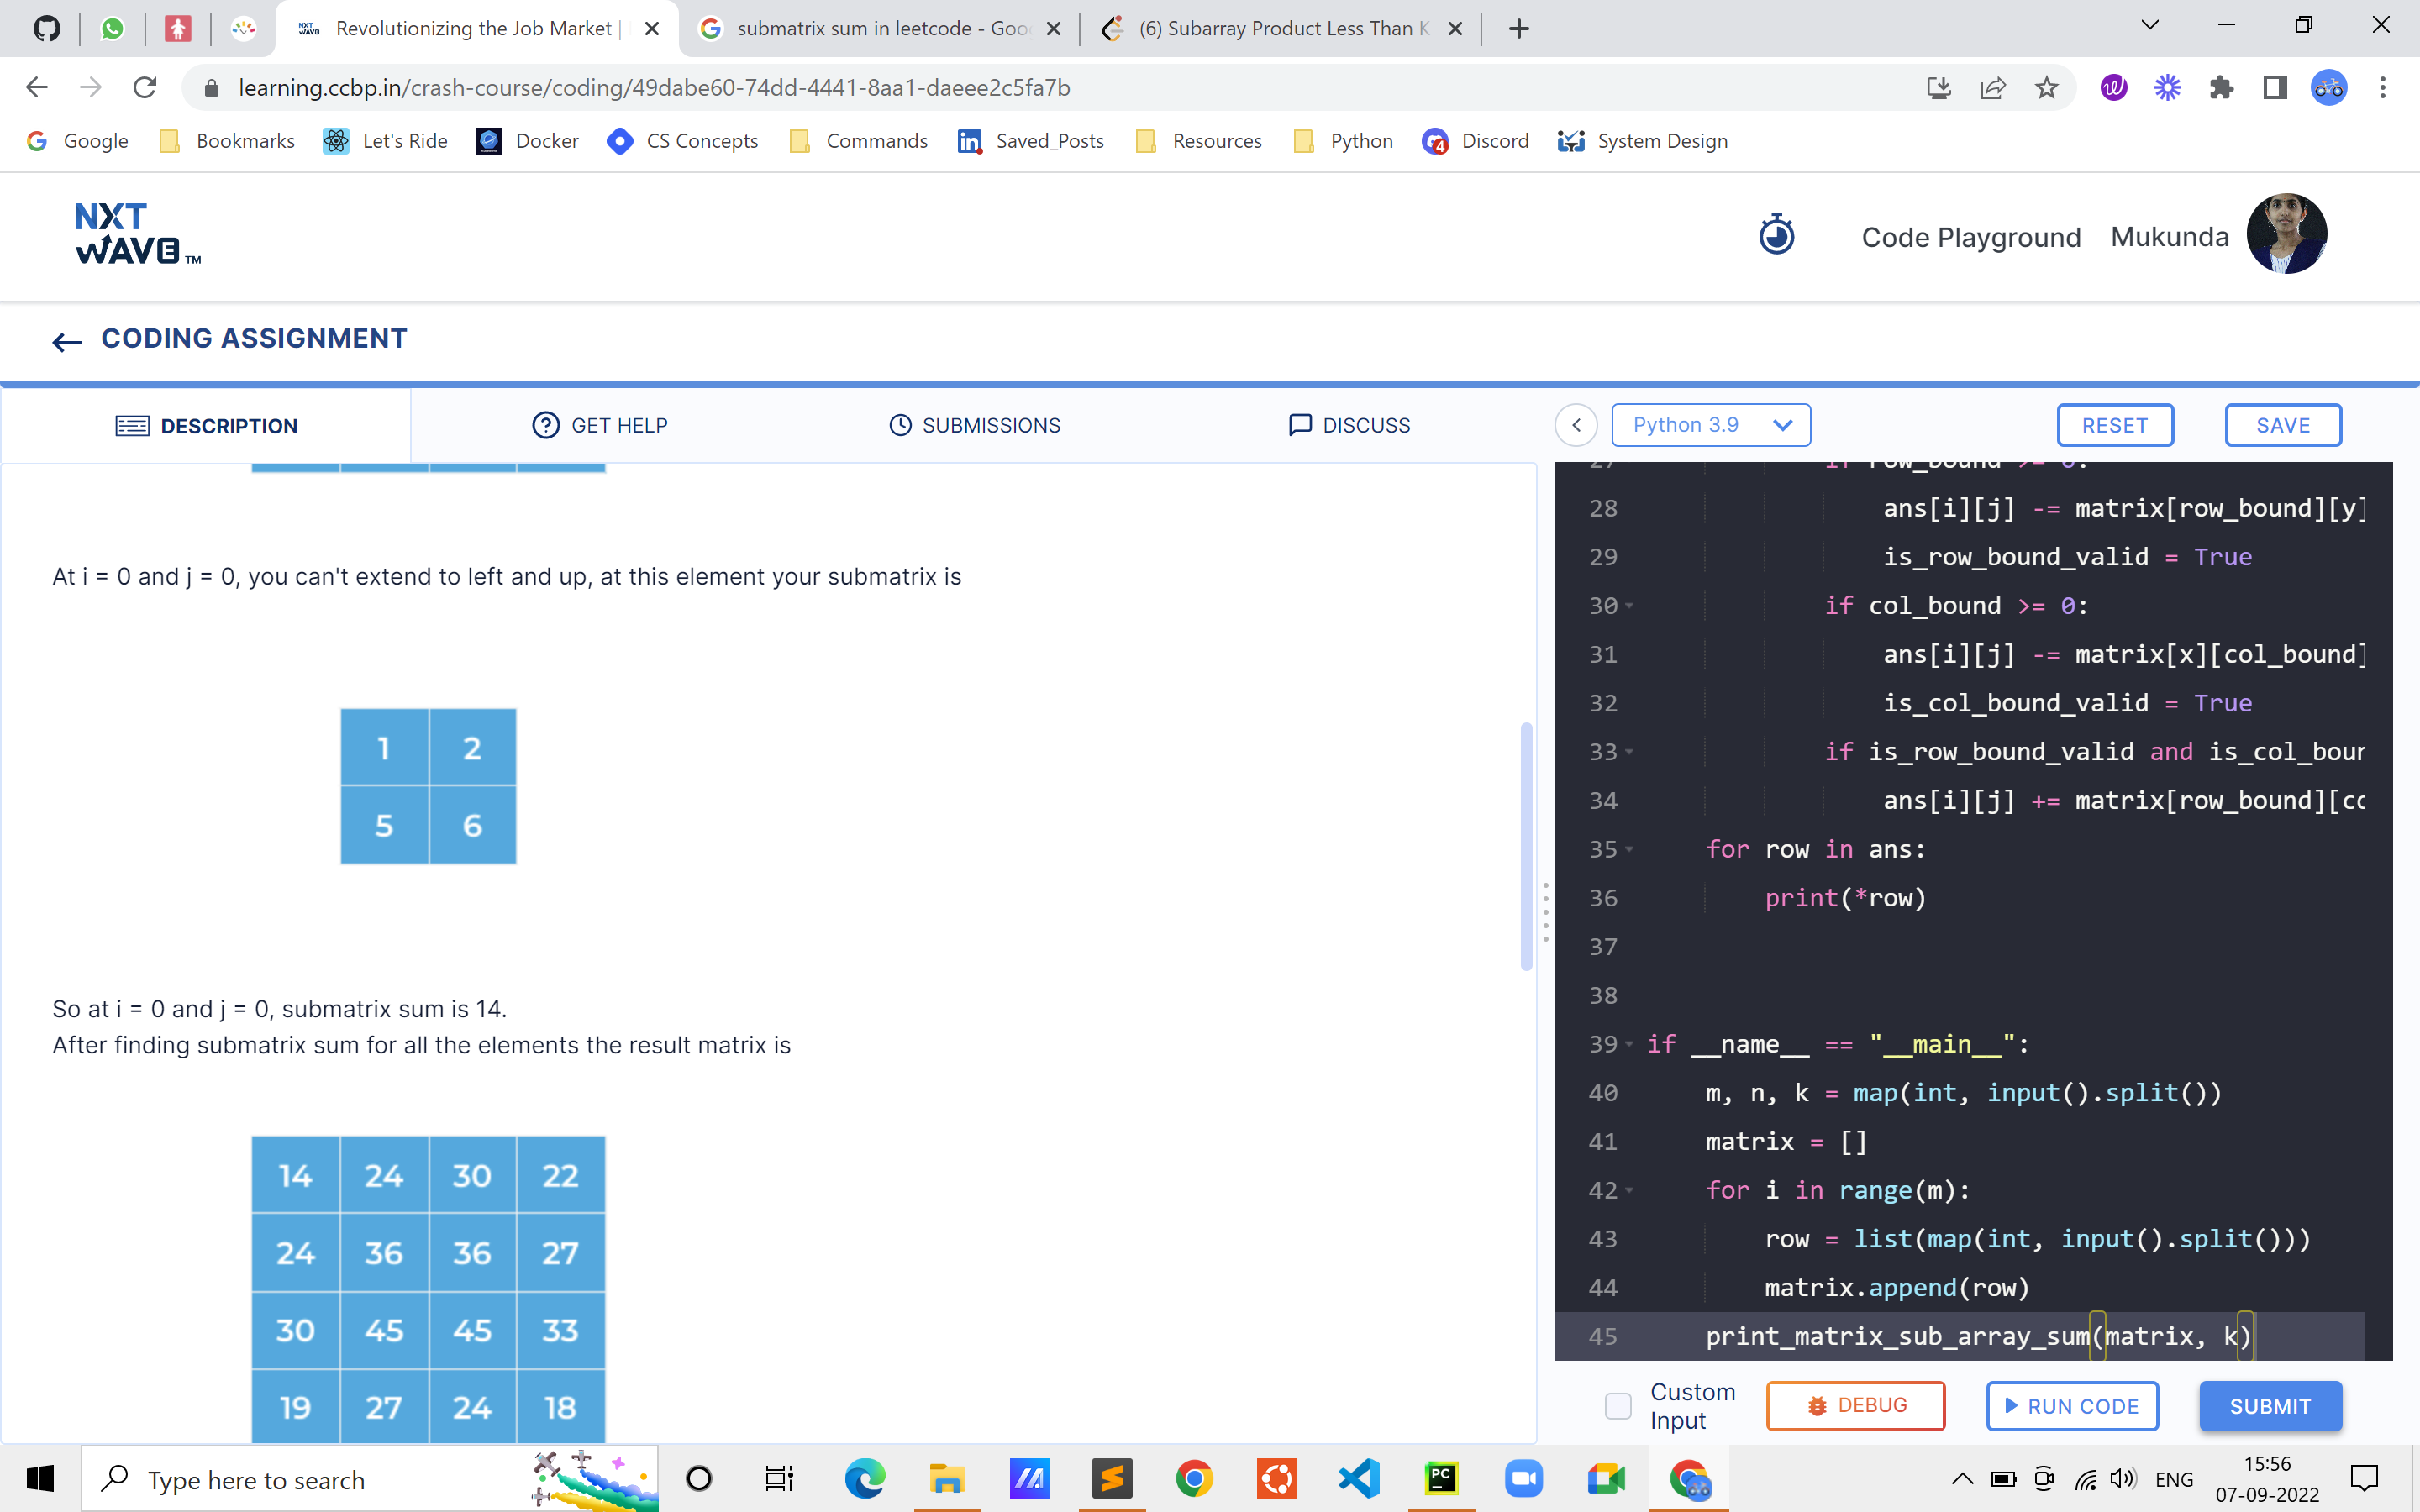 Revolutionizing the Job Market |
submatrix sum in leetcode - Goo
(6) Subarray Product Less Than K
learning.ccbp.in/crash-course/coding/49dabe60-74dd-4441-8aa1-daeee2c5fa7b
Google
Bookmarks
Let's Ride
Docker
CS Concepts
Commands
Saved_Posts
Resources
Python
Discord
System Design
NXT
WAVE TM
Code Playground
Mukunda
CODING ASSIGNMENT
DESCRIPTION
GET HELP
SUBMISSIONS
DISCUSS
Python 3.9
RESET
SAVE
At i = 0 and j = 0, you can't extend to left and up, at this element your submatrix is
1 2
5 6
So at i = 0 and j = 0, submatrix sum is 14.
After finding submatrix sum for all the elements the result matrix is
14 24 30 22
24 36 36 27
30 45 45 33
19 27 24 18
27 if row_bound >= 0:
28 ans[i][j] -= matrix[row_bound][y]
29 is_row_bound_valid = True
30 if col_bound >= 0:
31 ans[i][j] -= matrix[x][col_bound]
32 is_col_bound_valid = True
33 if is_row_bound_valid and is_col_boun
34 ans[i][j] += matrix[row_bound][co
35 for row in ans:
36 print(*row)
37
38
39 if __name__ == "__main__":
40 m, n, k = map(int, input().split())
41 matrix = []
42 for i in range(m):
43 row = list(map(int, input().split()))
44 matrix.append(row)
45 print_matrix_sub_array_sum(matrix, k)
Custom
Input
DEBUG
RUN CODE
SUBMIT
Type here to search
PC
ENG
15:56
07-09-2022